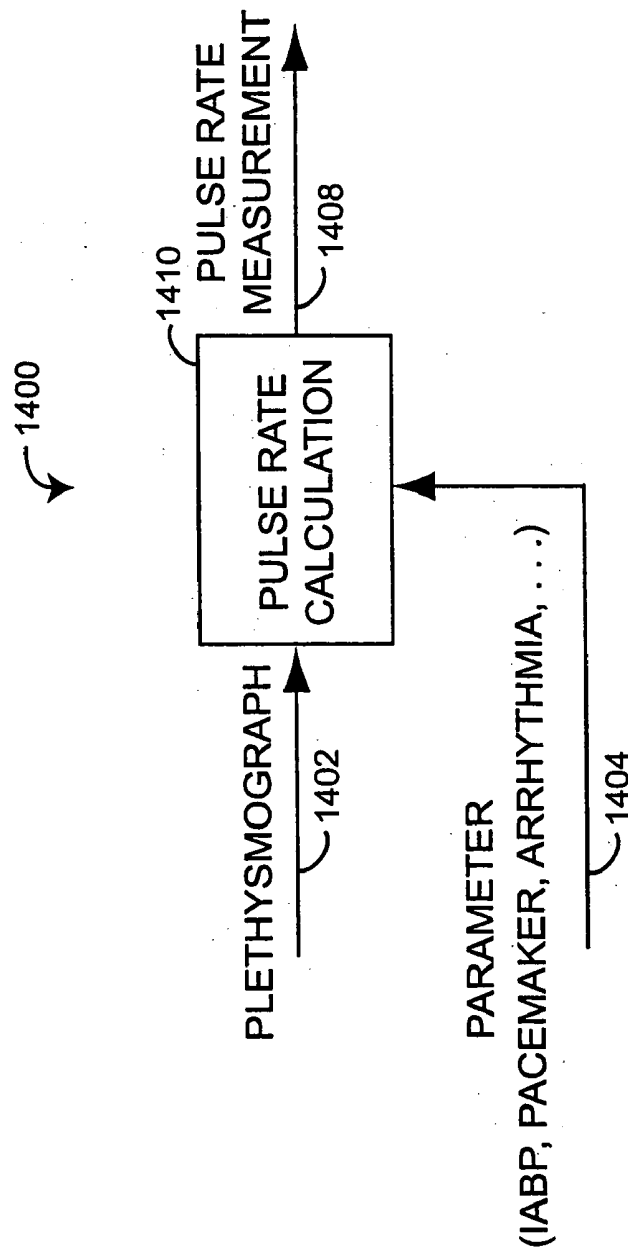 1400
1410
PULSE RATE
MEASUREMENT
1408
PULSE RATE
CALCULATION
PLETHYSMOGRAPH
1402
PARAMETER
(IABP, PACEMAKER, ARRHYTHMIA, . . .)
1404